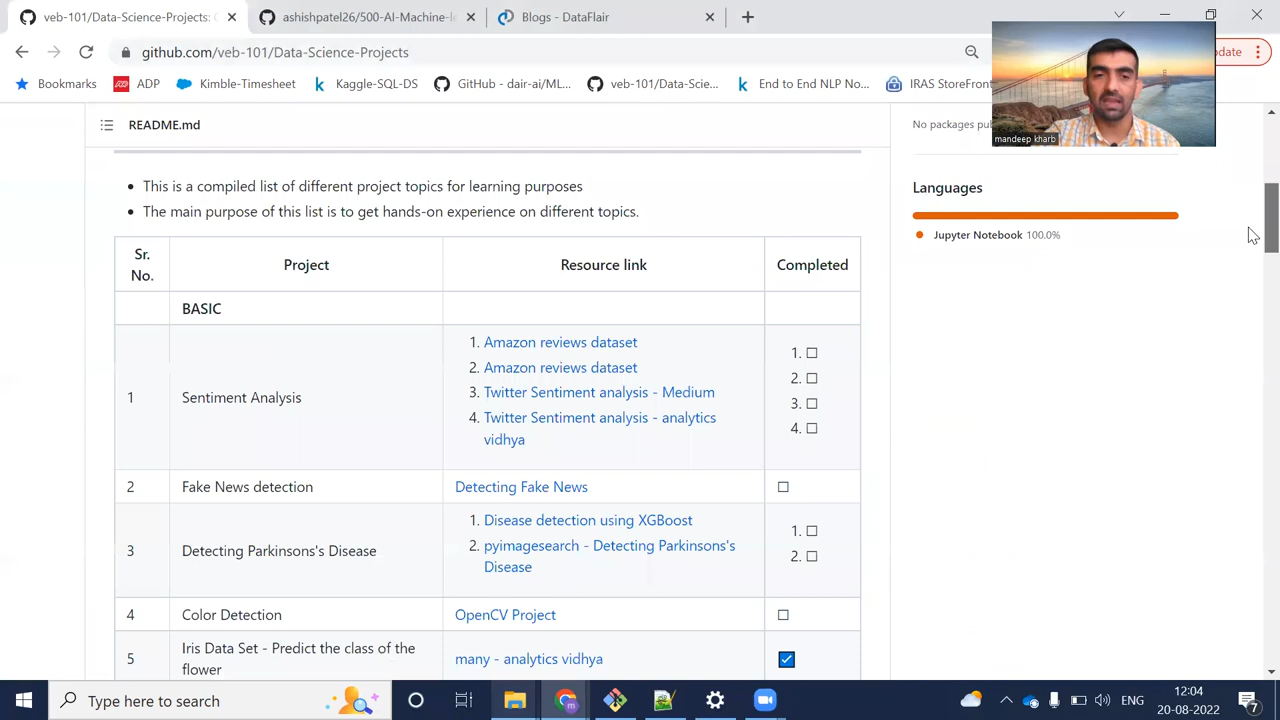 veb-101/Data-Science-Projects: C
ashishpatel26/500-AI-Machine-l
Blogs - DataFlair
github.com/veb-101/Data-Science-Projects
Bookmarks
ADP
Kimble-Timesheet
Kaggle-SQL-DS
GitHub - dair-ai/ML...
veb-101/Data-Scie...
End to End NLP No...
IRAS StoreFront
README.md
No packages pub
mandeep kharb
This is a compiled list of different project topics for learning purposes
The main purpose of this list is to get hands-on experience on different topics.
Languages
Jupyter Notebook 100.0%
Sr. No. Project Resource link Completed
BASIC
1 Sentiment Analysis
1. Amazon reviews dataset 1.
2. Amazon reviews dataset 2.
3. Twitter Sentiment analysis - Medium 3.
4. Twitter Sentiment analysis - analytics 4.
vidhya
2 Fake News detection Detecting Fake News
3 Detecting Parkinsons's Disease
1. Disease detection using XGBoost 1.
2. pyimagesearch - Detecting Parkinsons's 2.
Disease
4 Color Detection OpenCV Project
5 Iris Data Set - Predict the class of the
flower
many - analytics vidhya
Type here to search
ENG
12:04
20-08-2022
7